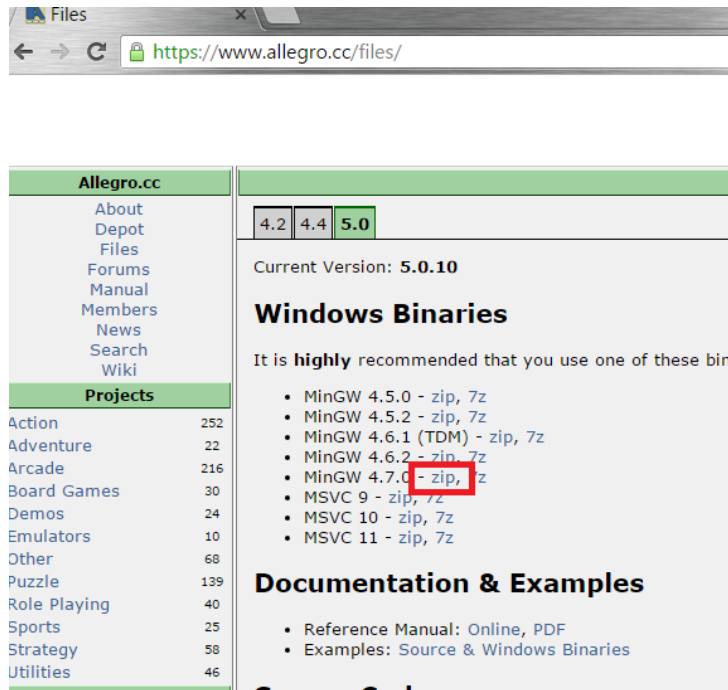 Files
https://www.allegro.cc/files/
Allegro.cc
About
Depot
Files
Forums
Manual
Members
News
Search
Wiki
Projects
Action 252
Adventure 22
Arcade 216
Board Games 30
Demos 24
Emulators 10
Other 68
Puzzle 139
Role Playing 40
Sports 25
Strategy 58
Utilities 46
4.2 4.4 5.0
Current Version: 5.0.10
Windows Binaries
It is highly recommended that you use one of these bin
MinGW 4.5.0 - zip, 7z
MinGW 4.5.2 - zip, 7z
MinGW 4.6.1 (TDM) - zip, 7z
MinGW 4.6.2 - zip, 7z
MinGW 4.7.0 - zip, 7z
MSVC 9 - zip, 7z
MSVC 10 - zip, 7z
MSVC 11 - zip, 7z
Documentation & Examples
Reference Manual: Online, PDF
Examples: Source & Windows Binaries